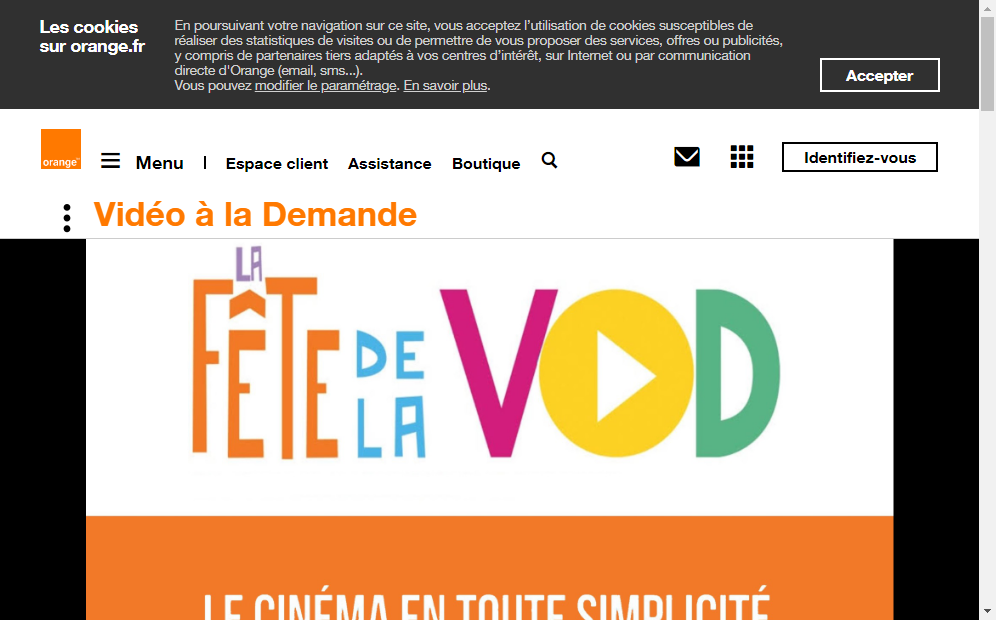 Les cookies
sur orange.fr
En poursuivant votre navigation sur ce site, vous acceptez l'utilisation de cookies susceptibles de
réaliser des statistiques de visites ou de permettre de vous proposer des services, offres ou publicités,
y compris de partenaires tiers adaptés à vos centres d'intérêt, sur Internet ou par communication
directe d'Orange (email, sms...).
Vous pouvez modifier le paramétrage. En savoir plus.
Accepter
orange™
Menu | Espace client Assistance Boutique
Identifiez-vous
Vidéo à la Demande
LA
FÊTE DE LA VOD
LE CINÉMA EN TOUTE SIMPLICITÉ